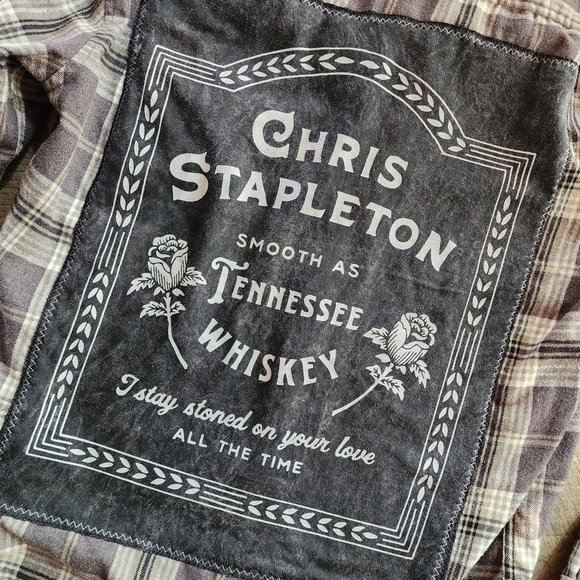 CHRIS
STAPLETON
SMOOTH AS
TENNESSEE
WHISKEY
I stay stoned on your love
ALL THE TIME